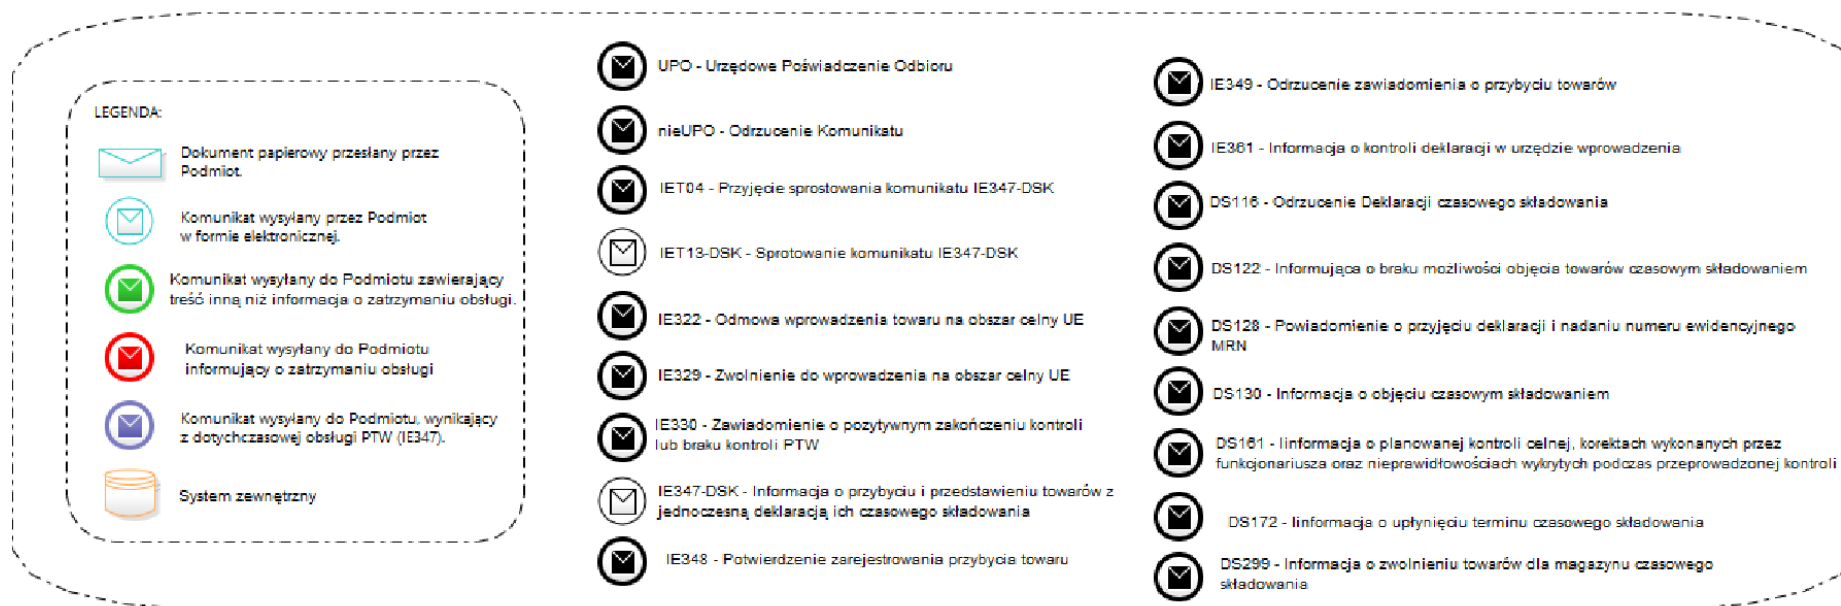 LEGENDA:
Dokument papierowy przesłany przez
Podmiot.
Komunikat wysyłany przez Podmiot
w formie elektronicznej.
Komunikat wysyłany do Podmiotu zawierający
treść inną niż informacja o zatrzymaniu obsługi.
Komunikat wysyłany do Podmiotu
informujący o zatrzymaniu obsługi
Komunikat wysyłany do Podmiotu, wynikający
z dotychczasowej obsługi PTW (IE347).
System zewnętrzny
UPO - Urzędowe Poświadczenie Odbioru
nieUPO - Odrzucenie Komunikatu
IET04 - Przyjęcie sprostowania komunikatu IE347-DSK
IET13-DSK - Sprotowanie komunikatu IE347-DSK
IE322 - Odmowa wprowadzenia towaru na obszar celny UE
IE329 - Zwolnienie do wprowadzenia na obszar celny UE
IE330 - Zawiadomienie o pozytywnym zakończeniu kontroli
lub braku kontroli PTW
IE347-DSK - Informacja o przybyciu i przedstawieniu towarów z
jednoczesną deklaracją ich czasowego składowania
IE348 - Potwierdzenie zarejestrowania przybycia towaru
IE349 - Odrzucenie zawiadomienia o przybyciu towarów
IE361 - Informacja o kontroli deklaracji w urzędzie wprowadzenia
DS116 - Odrzucenie Deklaracji czasowego składowania
DS122 - Informująca o braku możliwości objęcia towarów czasowym składowaniem
DS128 - Powiadomienie o przyjęciu deklaracji i nadaniu numeru ewidencyjnego
MRN
DS130 - Informacja o objęciu czasowym składowaniem
DS161 - Iinformacja o planowanej kontroli celnej, korektach wykonanych przez
funkcjonariusza oraz nieprawidłowościach wykrytych podczas przeprowadzonej kontroli
DS172 - Iinformacja o upłynięciu terminu czasowego składowania
DS299 - Informacja o zwolnieniu towarów dla magazynu czasowego
składowania